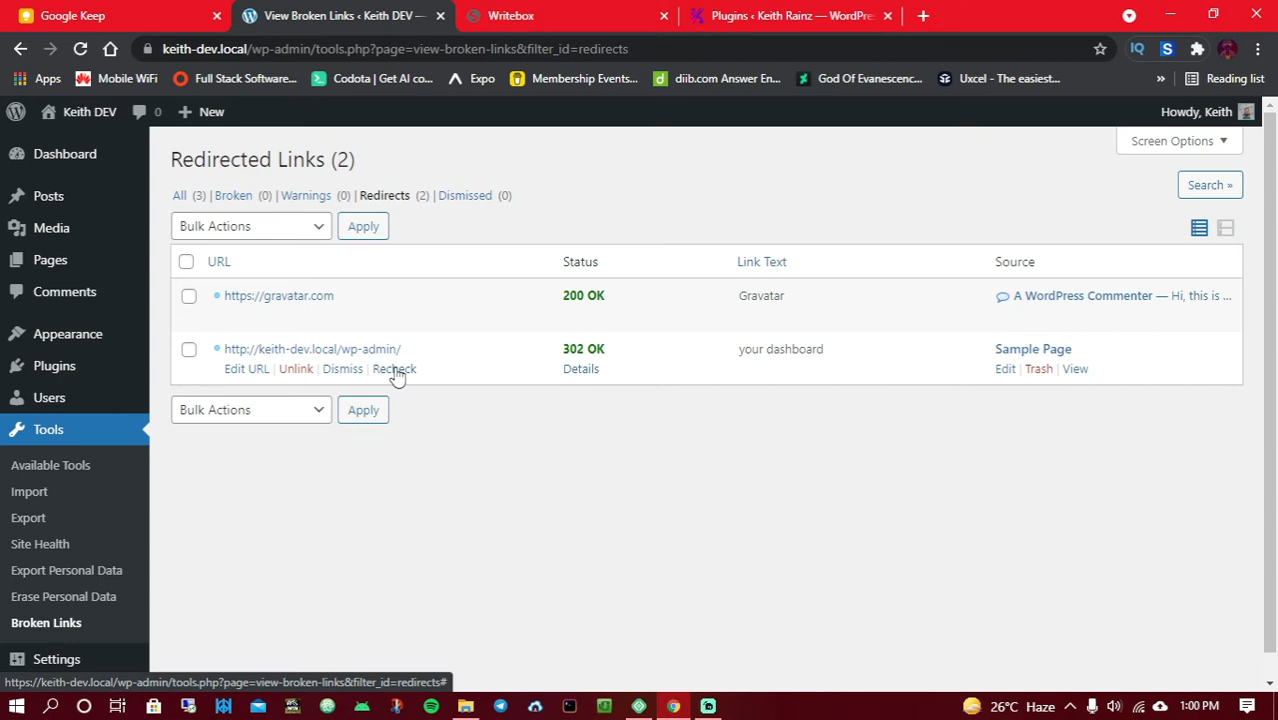 Google Keep
View Broken Links ‹ Keith DEV —
Writebox
Plugins ‹ Keith Rainz — WordPre
keith-dev.local/wp-admin/tools.php?page=view-broken-links&filter_id=redirects
IQ
S
Apps
Mobile WiFi
Full Stack Software...
Codota | Get AI co...
Expo
Membership Events...
diib.com Answer En...
God Of Evanescenc...
Uxcel - The easiest...
»
Reading list
Keith DEV
0
New
Howdy, Keith
Dashboard
Posts
Media
Pages
Comments
Appearance
Plugins
Users
Tools
Available Tools
Import
Export
Site Health
Export Personal Data
Erase Personal Data
Broken Links
Settings
Screen Options
Redirected Links (2)
All (3) | Broken (0) | Warnings (0) | Redirects (2) | Dismissed (0)
Search »
Bulk Actions
Apply
URL
Status
Link Text
Source
https://gravatar.com
200 OK
Gravatar
A WordPress Commenter — Hi, this is ...
http://keith-dev.local/wp-admin/
302 OK
your dashboard
Sample Page
Edit URL | Unlink | Dismiss | Recheck
Details
Edit | Trash | View
Bulk Actions
Apply
https://keith-dev.local/wp-admin/tools.php?page=view-broken-links&filter_id=redirects#
26°C Haze
1:00 PM